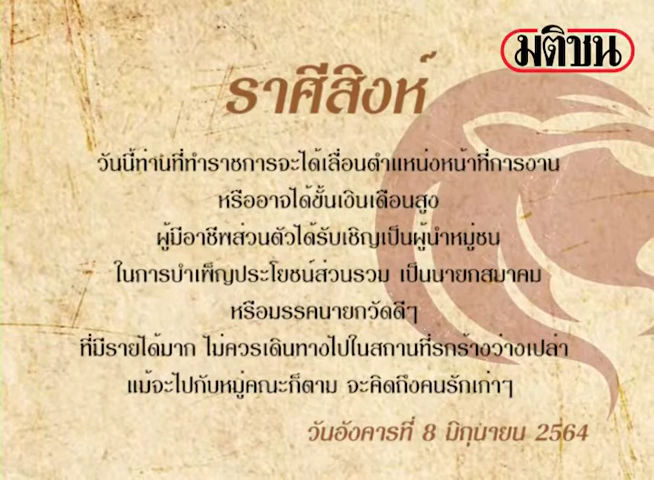 มติชน
ราศีสิงห์
วันนี้ท่านที่ทำราชการจะได้เลื่อนตำแหน่งหน้าที่การงาน
หรืออาจได้ขั้นเงินเดือนสูง
ผู้มีอาชีพส่วนตัวได้รับเชิญเป็นผู้นำหมู่ชน
ในการบำเพ็ญประโยชน์ส่วนรวม เป็นนายกสมาคม
หรือมรรคนายกวัดดีๆ
ที่มีรายได้มาก ไม่ควรเดินทางไปในสถานที่รกร้างว่างเปล่า
แม้จะไปกับหมู่คณะก็ตาม จะคิดถึงคนรักเก่าๆ
วันอังคารที่ 8 มิถุนายน 2564